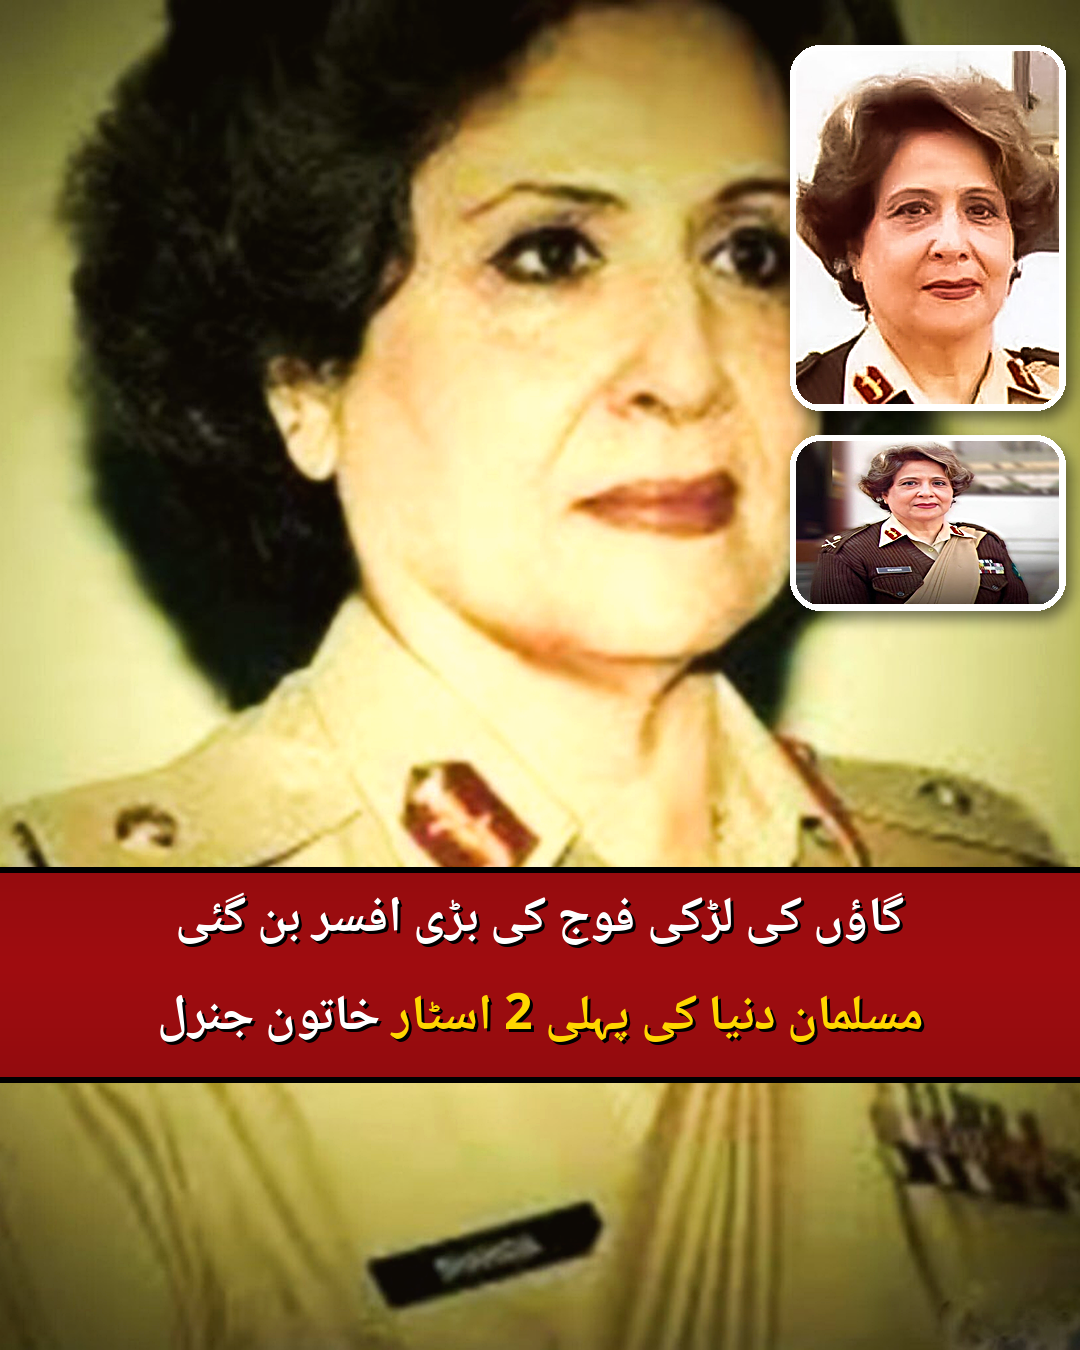 گاؤں کی لڑکی فوج کی بڑی افسر بن گئی
مسلمان دنیا کی پہلی 2 اسٹار خاتون جنرل